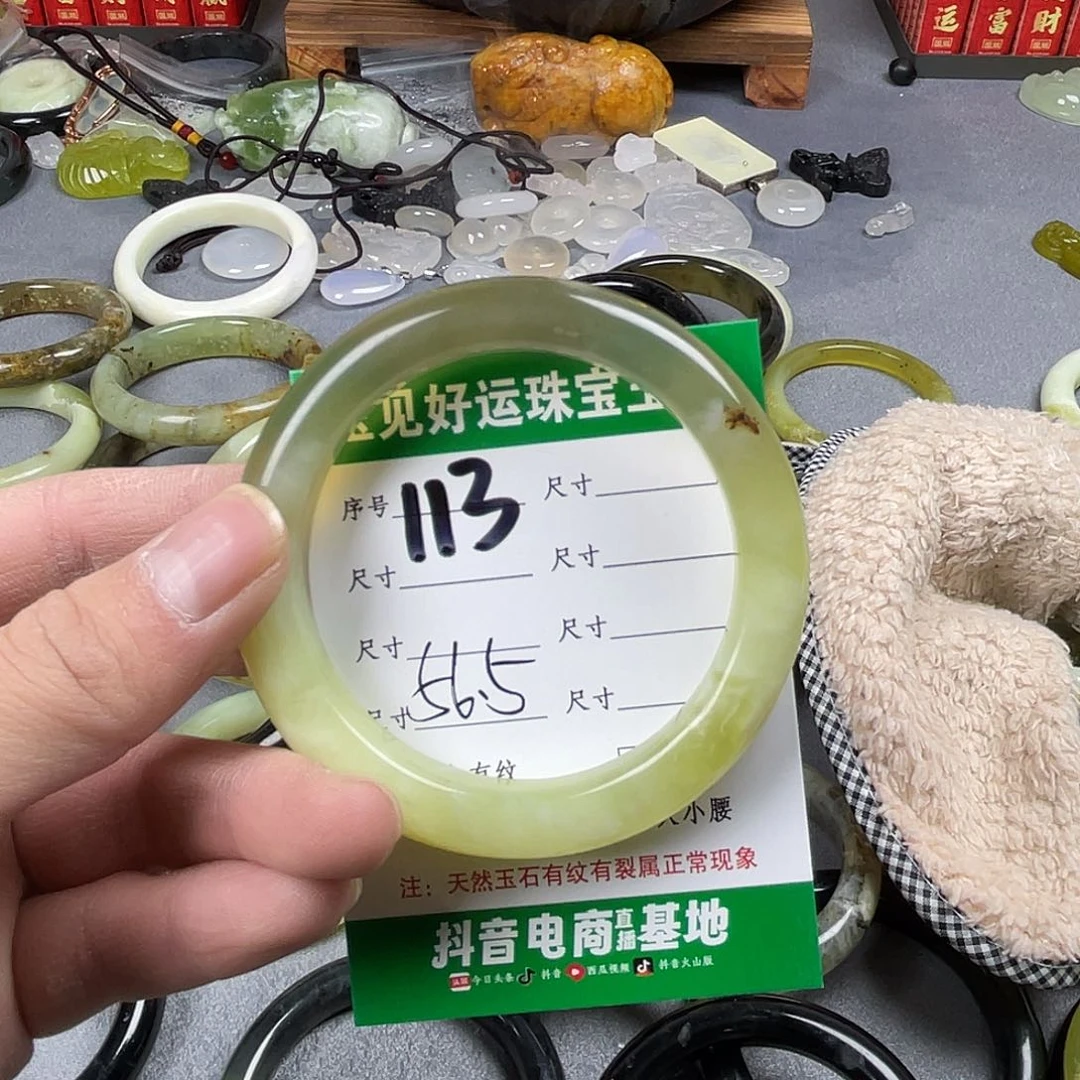 运 富 财
见好运珠宝
序号 113 尺寸
尺寸 尺寸
尺寸 尺寸
尺寸 56.5 尺寸
有纹
小腰
注：天然玉石有纹有裂属正常现象
抖音电商直播基地
头条 今日头条 抖音 西瓜视频 抖音火山版